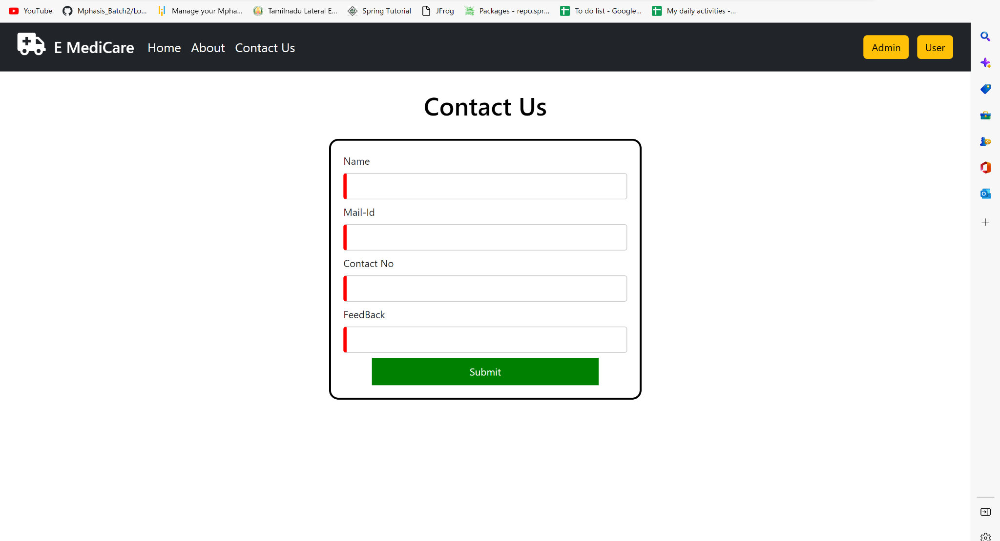 YouTube Mphasis_Batch2/Lo... Manage your Mpha... Tamilnadu Lateral E... Spring Tutorial JFrog Packages - repo.spr... To do list - Google... My daily activities -...
E MediCare Home About Contact Us Admin User
Contact Us
Name
Mail-Id
Contact No
FeedBack
Submit